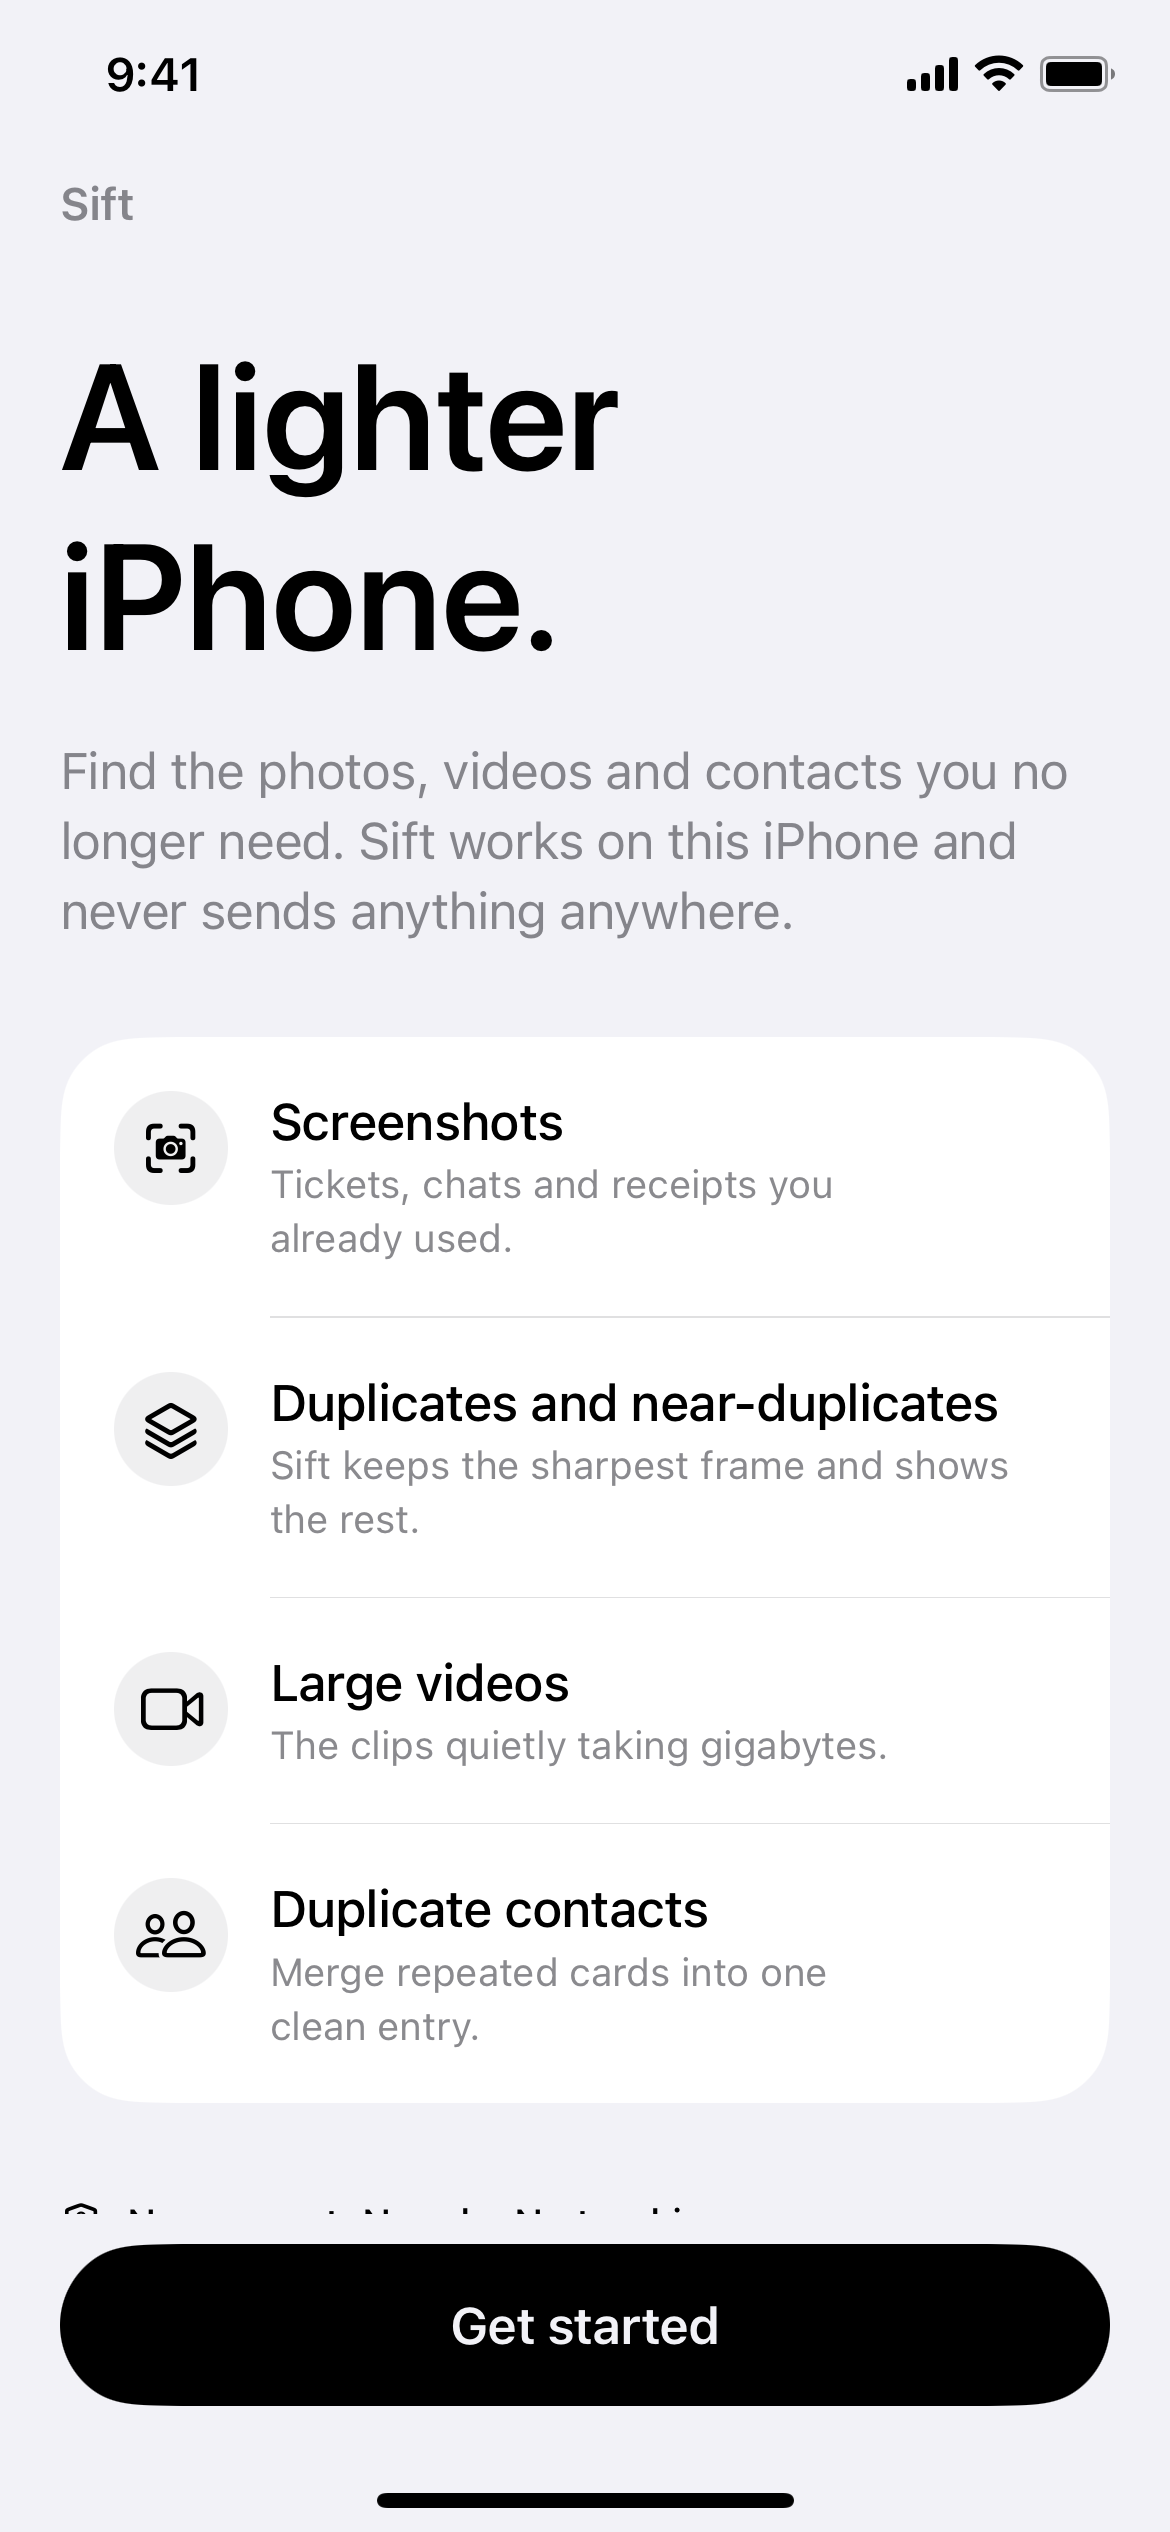 9:41
Sift
A lighter
iPhone.
Find the photos, videos and contacts you no
longer need. Sift works on this iPhone and
never sends anything anywhere.
Screenshots
Tickets, chats and receipts you
already used.
Duplicates and near-duplicates
Sift keeps the sharpest frame and shows
the rest.
Large videos
The clips quietly taking gigabytes.
Duplicate contacts
Merge repeated cards into one
clean entry.
Get started